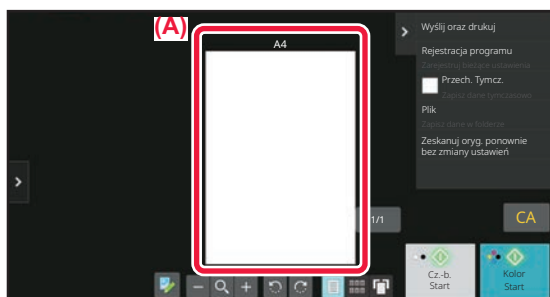 (A)
A4
Wyślij oraz drukuj
Rejestracja programu
Zarejestruj bieżące ustawienia
Przech. Tymcz.
Zapisz dane tymczasowo
Plik
Zapisz dane w folderze
Zeskanuj oryg. ponownie
bez zmiany ustawień
1/1
CA
Cz.-b.
Start
Kolor
Start